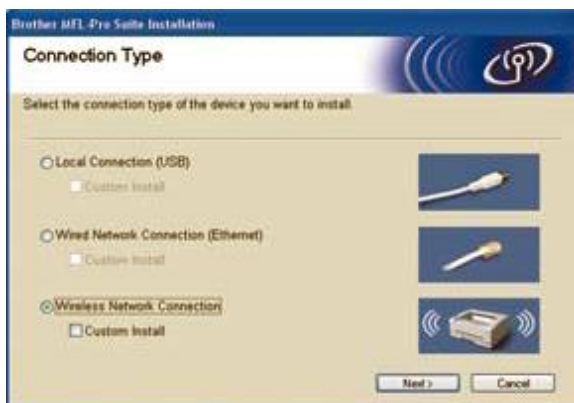 Brother MFL-Pro Suite Installation
Connection Type
Select the connection type of the device you want to install.
Local Connection (USB)
Custom Install
Wired Network Connection (Ethernet)
Custom Install
Wireless Network Connection
Custom Install
Next > Cancel